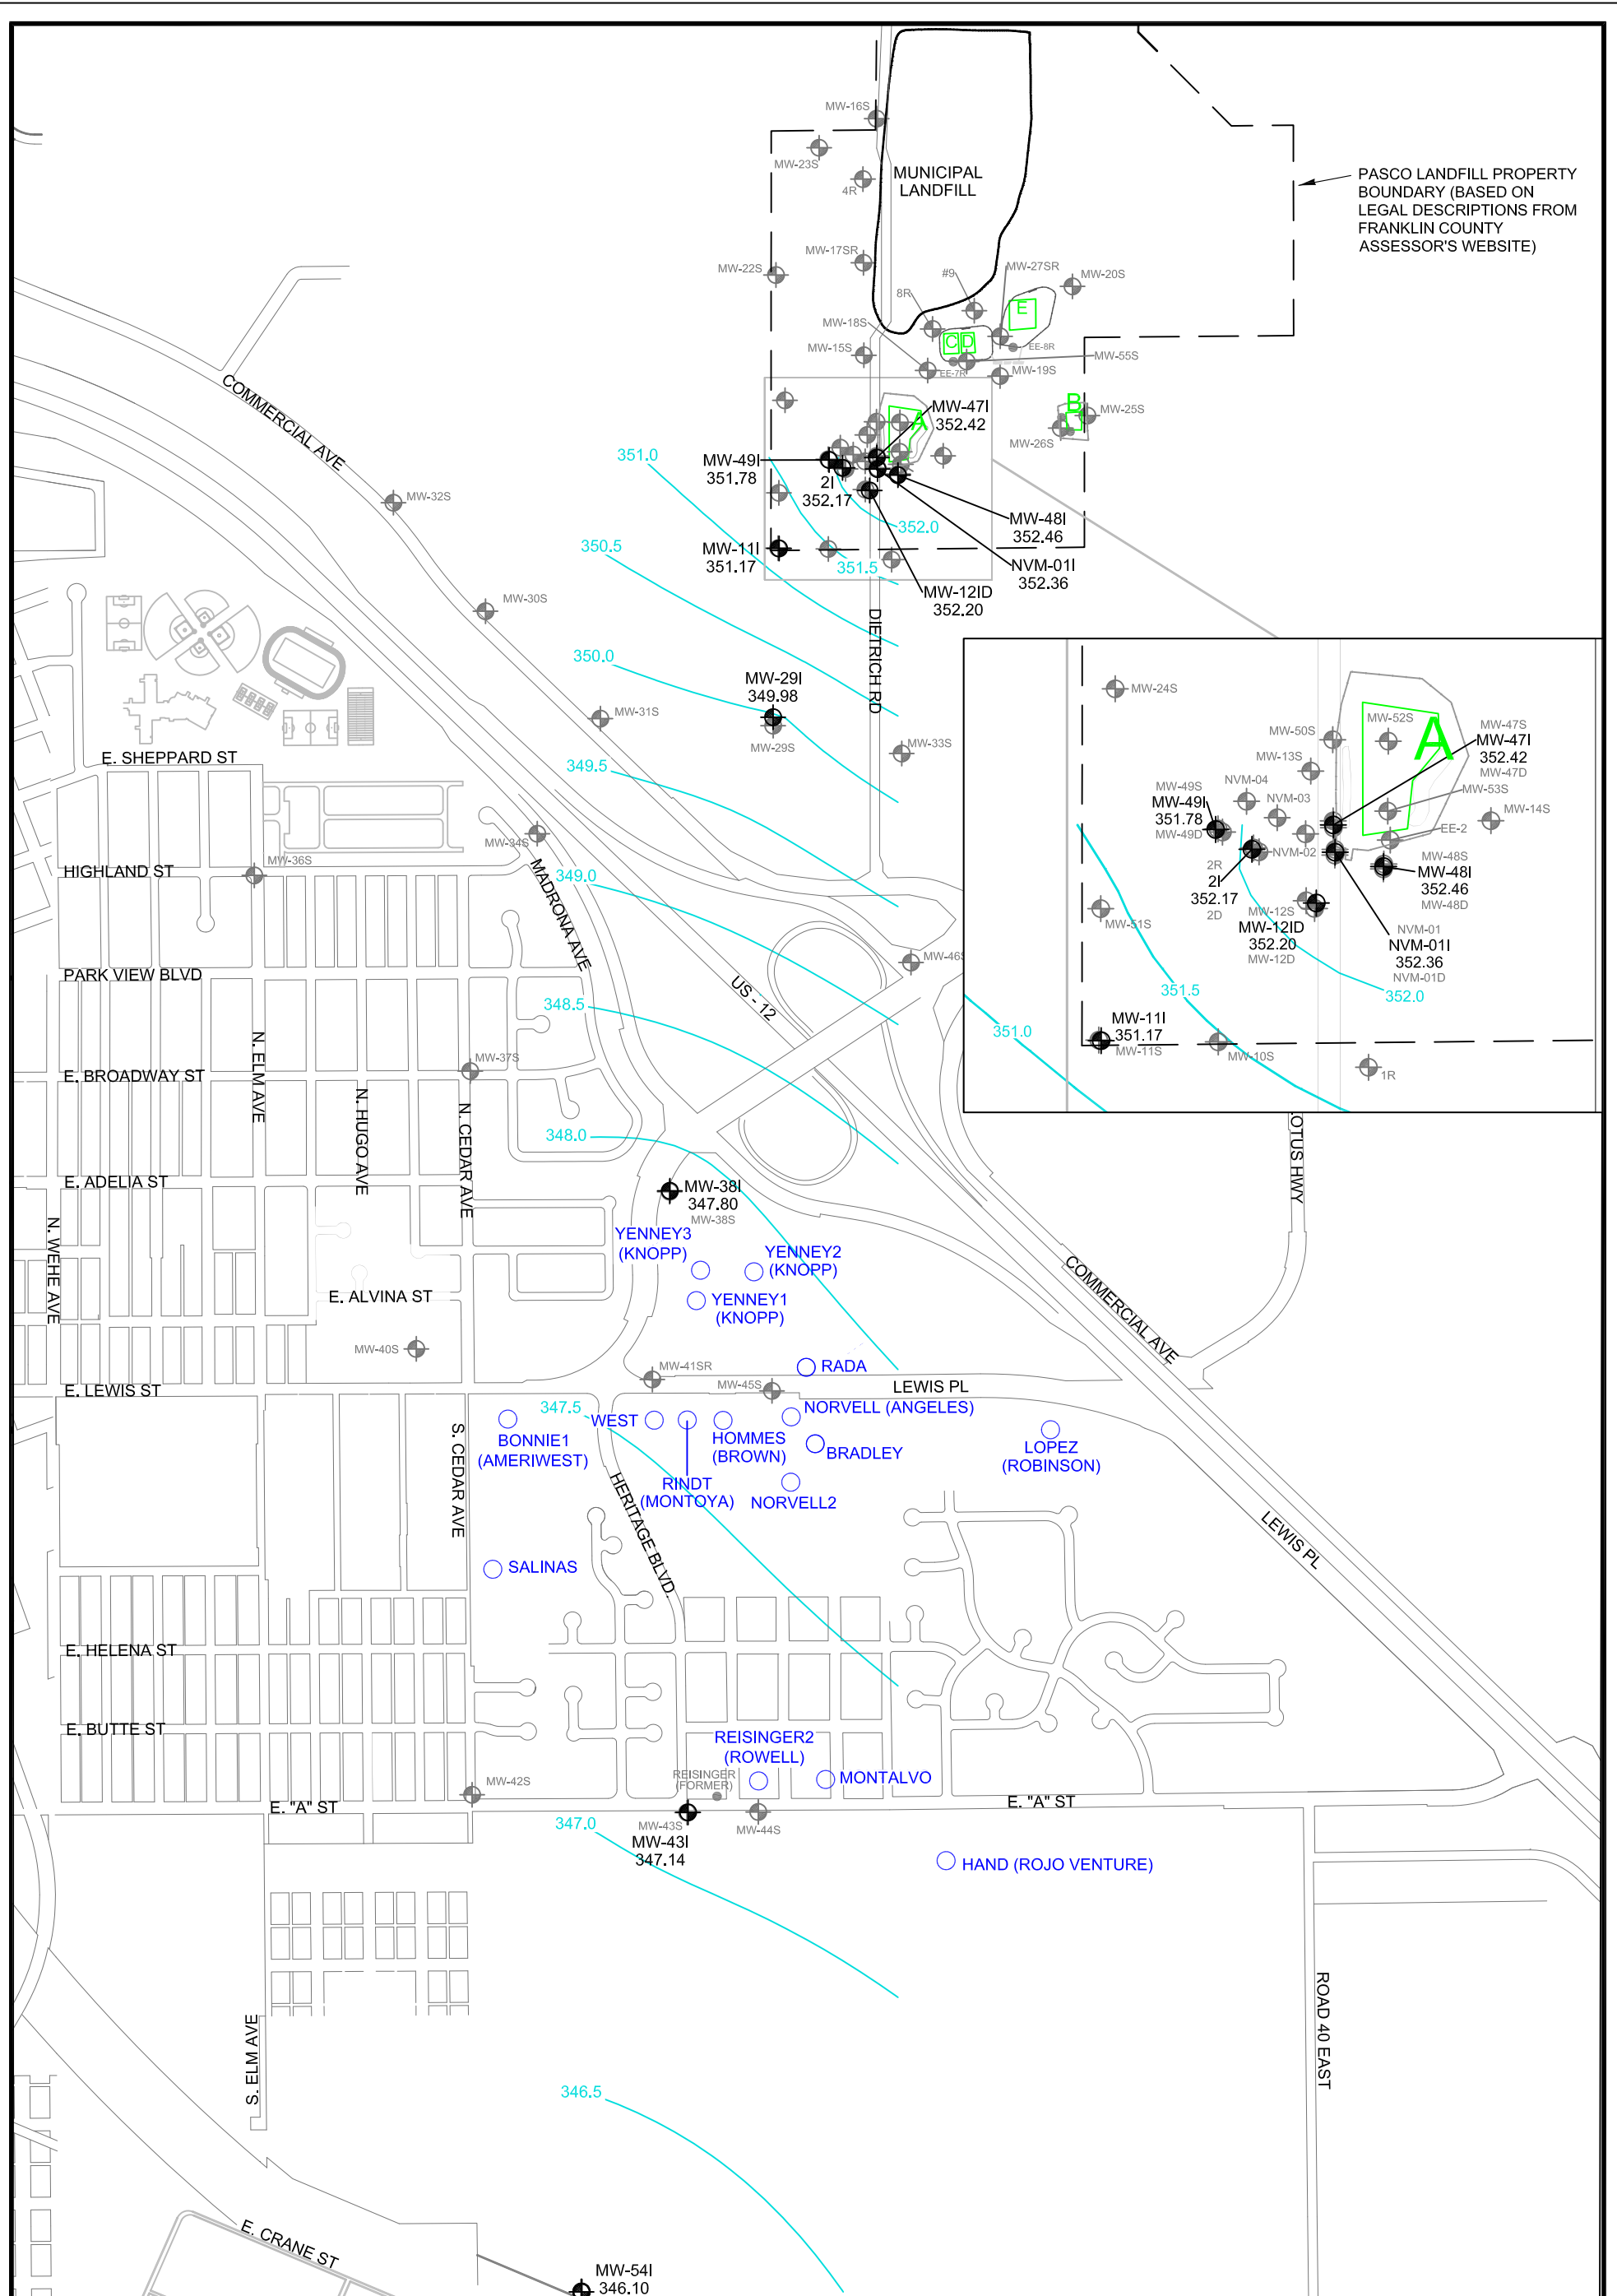 MW-16S
MW-23S
4R
MUNICIPAL
LANDFILL
PASCO LANDFILL PROPERTY
BOUNDARY (BASED ON
LEGAL DESCRIPTIONS FROM
FRANKLIN COUNTY
ASSESSOR'S WEBSITE)
MW-17SR
MW-22S
#9
MW-27SR
MW-20S
8R
E
MW-18S
C
D
MW-15S
EE-8R
MW-55S
EE-7R
MW-19S
COMMERCIAL AVE
B
MW-25S
MW-26S
A
MW-47I
352.42
351.0
MW-49I
351.78
2I
352.17
MW-32S
352.0
MW-48I
352.46
350.5
MW-11I
351.17
351.5
NVM-01I
352.36
MW-12ID
352.20
MW-30S
DIETRICH RD
350.0
MW-29I
349.98
MW-29S
MW-31S
MW-33S
E. SHEPPARD ST
349.5
MW-24S
MW-52S
A
MW-50S
MW-47S
MW-47I
352.42
MW-47D
MW-13S
NVM-04
MW-49S
MW-49I
351.78
MW-49D
NVM-03
MW-53S
MW-14S
EE-2
NVM-02
2R
2I
352.17
2D
MW-48S
MW-48I
352.46
MW-48D
MW-51S
MW-12S
MW-12ID
352.20
MW-12D
NVM-01
NVM-01I
352.36
NVM-01D
351.5
352.0
351.0
MW-11I
351.17
MW-11S
MW-10S
1R
MW-34S
MW-36S
HIGHLAND ST
349.0
MADRONA AVE
MW-46S
PARK VIEW BLVD
US - 12
348.5
N. ELM AVE
MW-37S
E. BROADWAY ST
N. HUGO AVE
N. CEDAR AVE
348.0
OTUS HWY
E. ADELIA ST
MW-38I
347.80
MW-38S
N. WEHE AVE
YENNEY3
(KNOPP)
YENNEY2
(KNOPP)
YENNEY1
(KNOPP)
E. ALVINA ST
COMMERCIAL AVE
MW-40S
MW-41SR
RADA
MW-45S
LEWIS PL
E. LEWIS ST
347.5
WEST
NORVELL (ANGELES)
BONNIE1
(AMERIWEST)
HOMMES
(BROWN)
BRADLEY
LOPEZ
(ROBINSON)
S. CEDAR AVE
RINDT
(MONTOYA)
NORVELL2
HERITAGE BLVD.
LEWIS PL
SALINAS
E. HELENA ST
E. BUTTE ST
REISINGER2
(ROWELL)
REISINGER
(FORMER)
MONTALVO
MW-42S
E. "A" ST
E. "A" ST
347.0
MW-43S
MW-43I
347.14
MW-44S
HAND (ROJO VENTURE)
ROAD 40 EAST
S. ELM AVE
346.5
E. CRANE ST
MW-54I
346.10